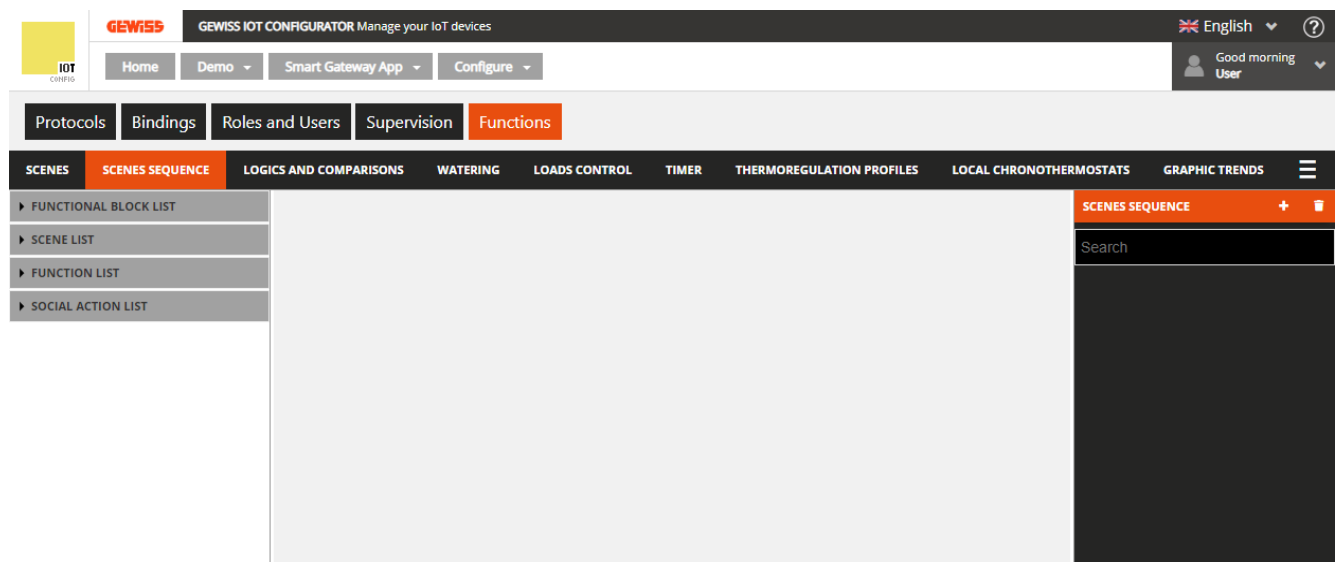 GEWISS GEWISS IOT CONFIGURATOR Manage your IoT devices English ?
IOT CONFIG
Home Demo Smart Gateway App Configure Good morning
User
Protocols Bindings Roles and Users Supervision Functions
SCENES SCENES SEQUENCE LOGICS AND COMPARISONS WATERING LOADS CONTROL TIMER THERMOREGULATION PROFILES LOCAL CHRONOTHERMOSTATS GRAPHIC TRENDS
FUNCTIONAL BLOCK LIST
SCENE LIST
FUNCTION LIST
SOCIAL ACTION LIST
SCENES SEQUENCE +
Search